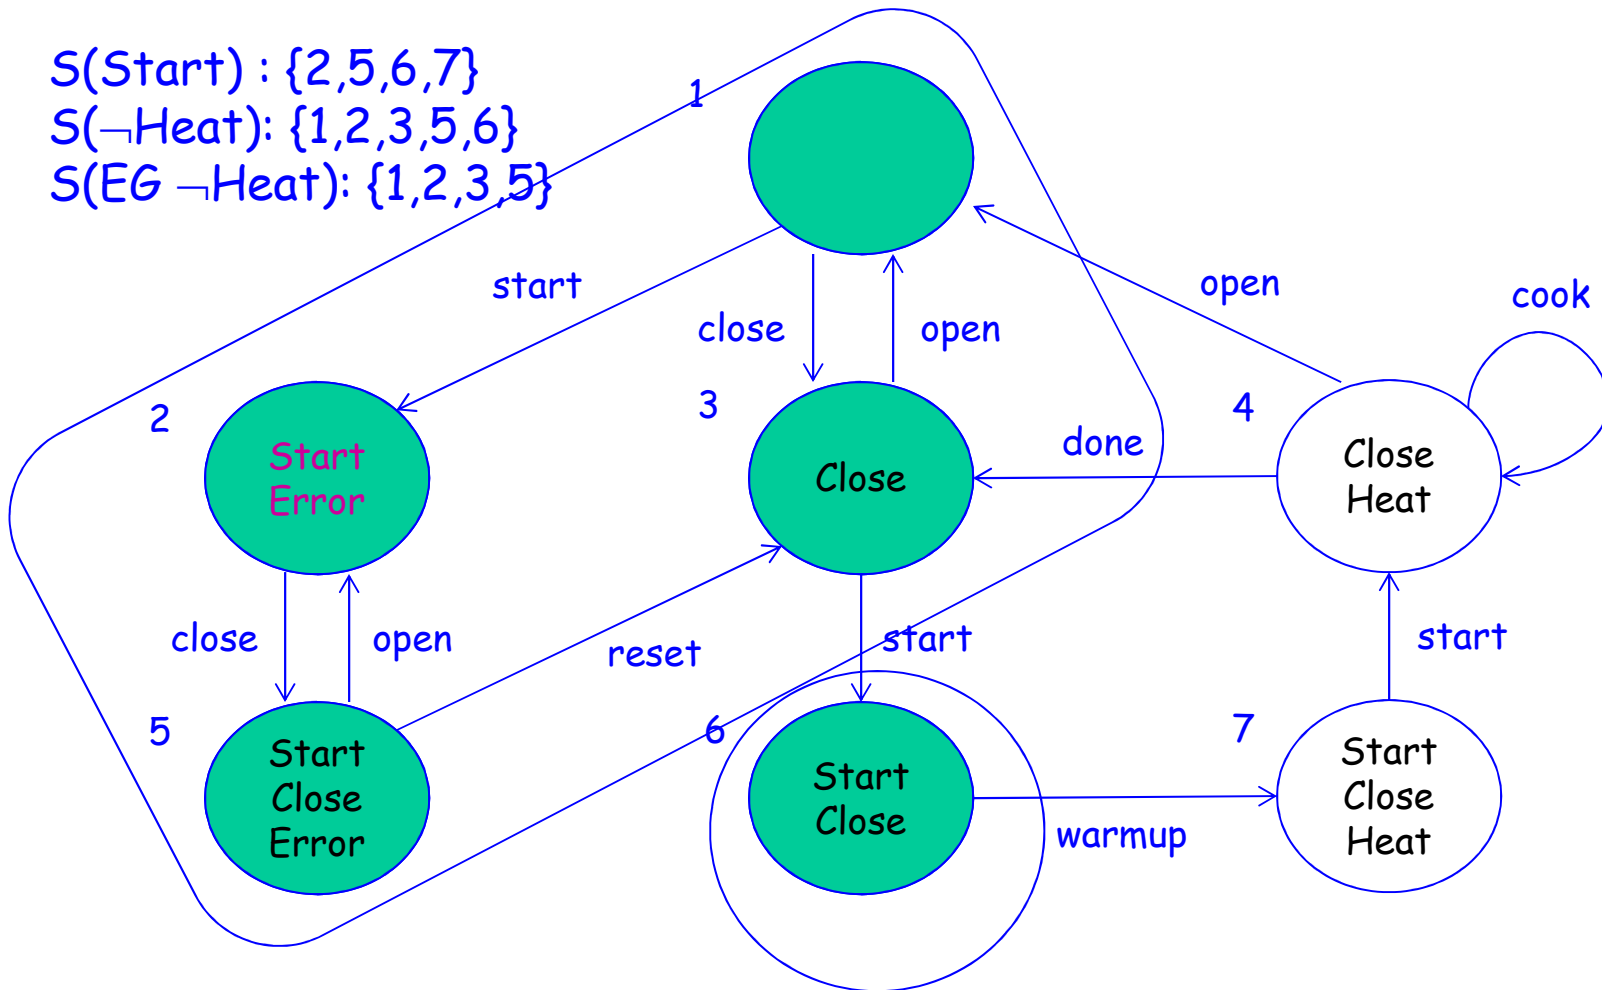 S(Start) : {2,5,6,7}
S(¬Heat): {1,2,3,5,6}
S(EG ¬Heat): {1,2,3,5}
1
start
close
open
open
cook
2
Start
Error
3
Close
done
4
Close
Heat
close
open
reset
start
start
5
Start
Close
Error
6
Start
Close
warmup
7
Start
Close
Heat